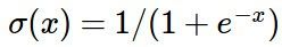 σ(x) = 1/(1 + e⁻ˣ)